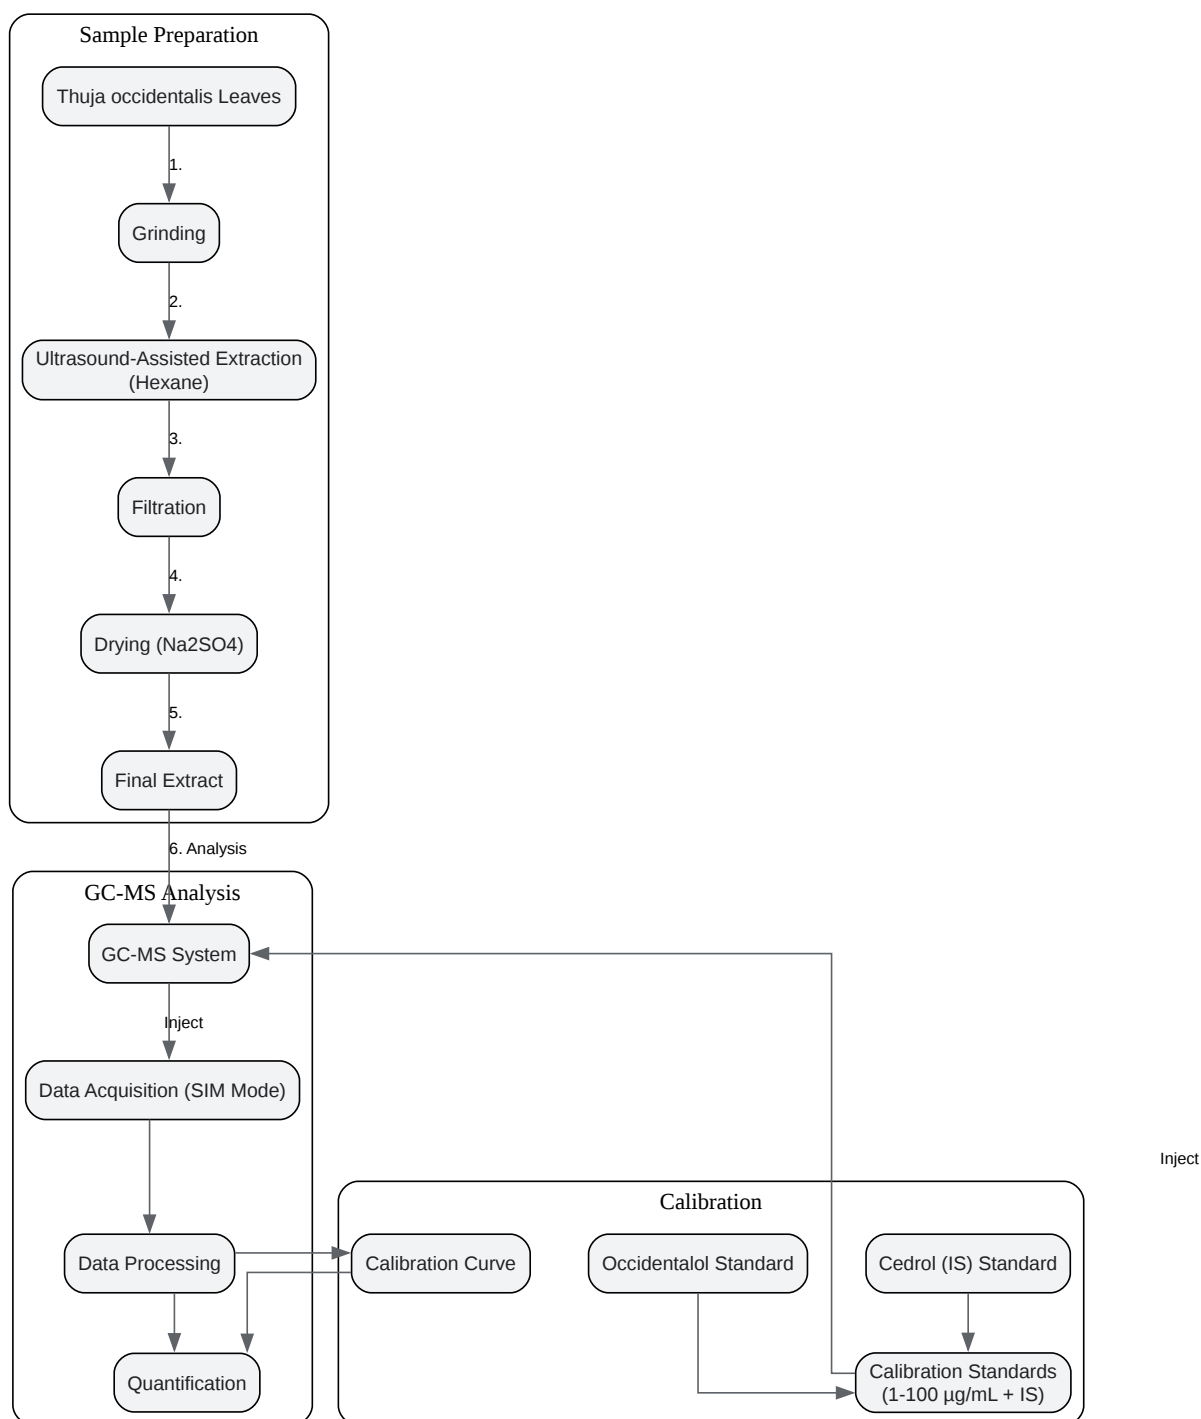 Sample Preparation
Thuja occidentalis Leaves
1.
Grinding
2.
Ultrasound-Assisted Extraction
(Hexane)
3.
Filtration
4.
Drying (Na2SO4)
5.
Final Extract
6. Analysis
GC-MS Analysis
GC-MS System
Inject
Data Acquisition (SIM Mode)
Inject
Calibration
Data Processing
Calibration Curve
Occidentalol Standard
Cedrol (IS) Standard
Quantification
Calibration Standards
(1-100 µg/mL + IS)